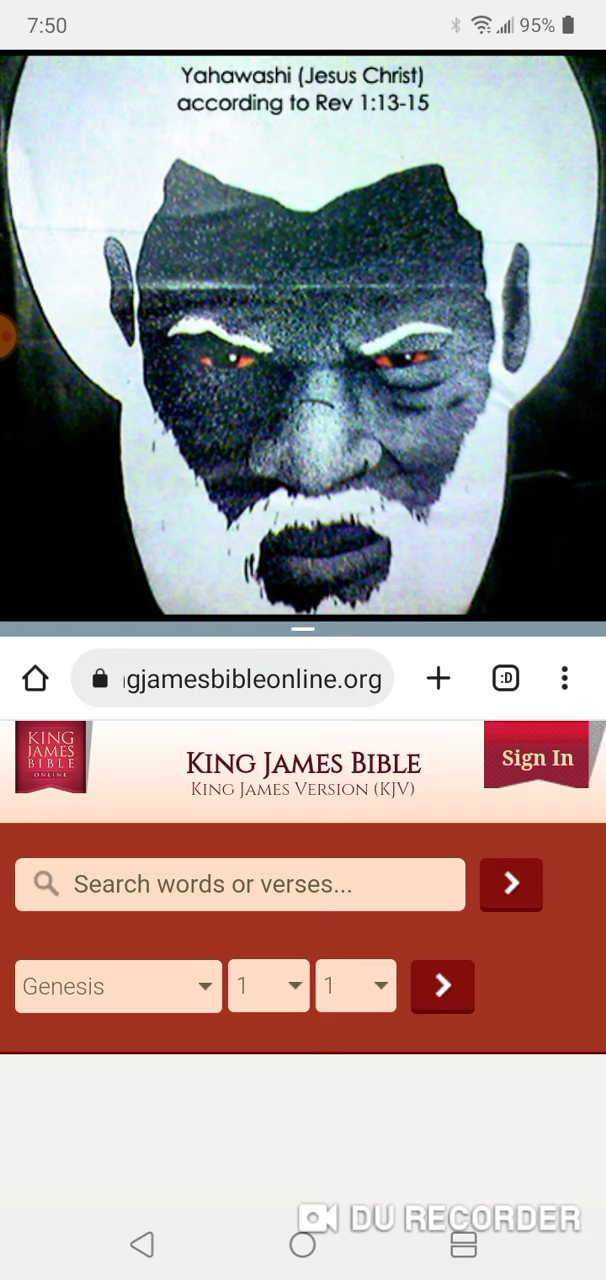 7:50
95%
Yahawashi (Jesus Christ)
according to Rev 1:13-15
gjamesbibleonline.org
:D
KING
JAMES
BIBLE
ONLINE
KING JAMES BIBLE
KING JAMES VERSION (KJV)
Sign In
Search words or verses...
Genesis
1
1
DU RECORDER